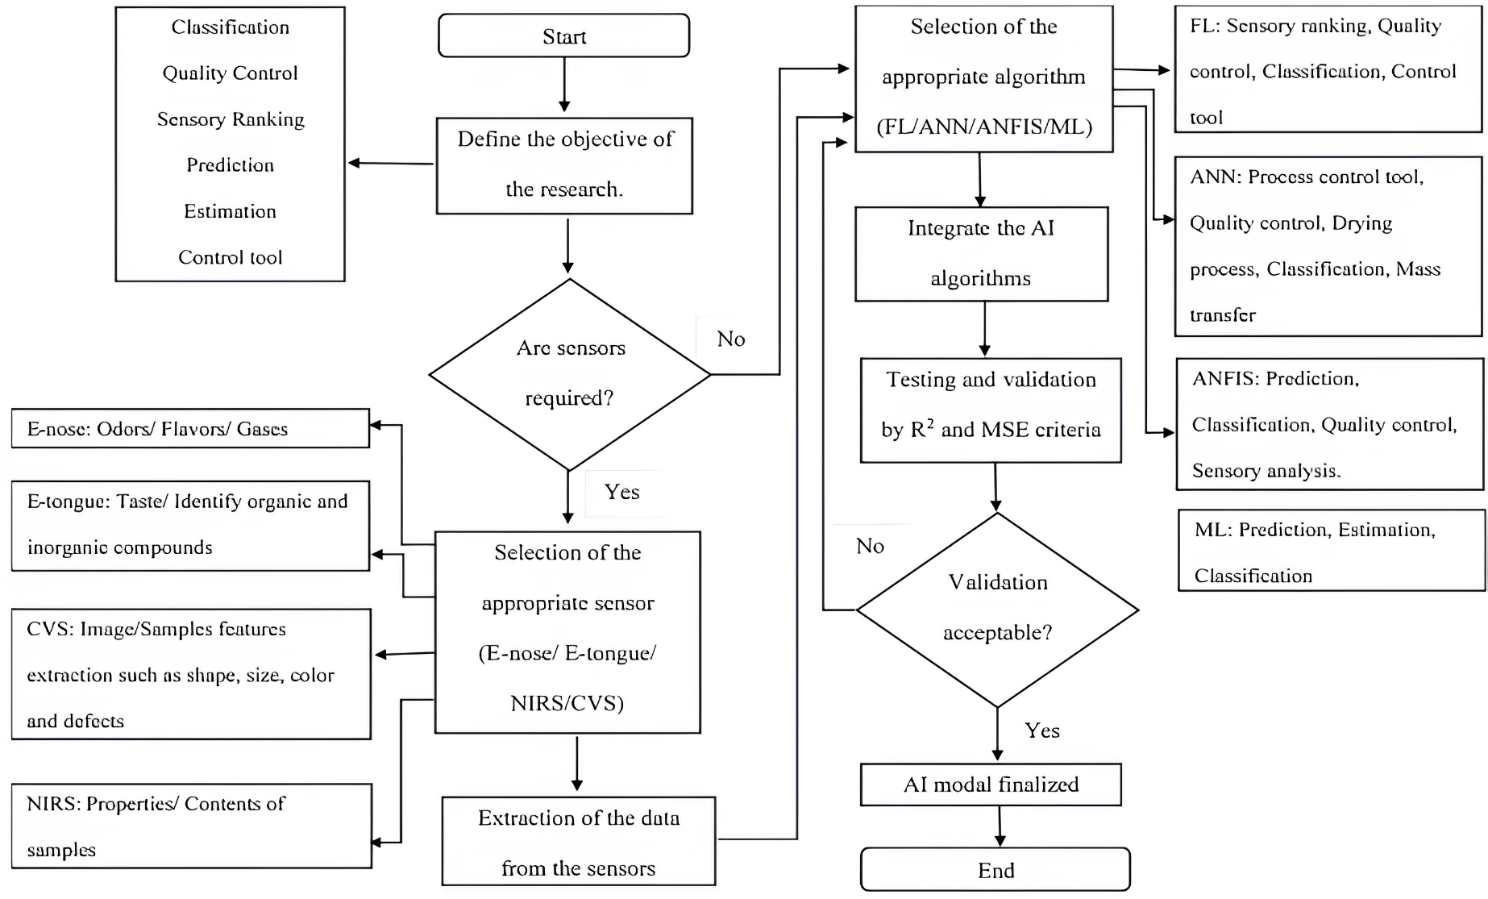 Classification
Quality Control
Sensory Ranking
Prediction
Estimation
Control tool
Start
Define the objective of
the research.
Are sensors
required?
No
Yes
E-nose: Odors/ Flavors/ Gases
E-tongue: Taste/ Identify organic and
inorganic compounds
CVS: Image/Samples features
extraction such as shape, size, color
and defects
NIRS: Properties/ Contents of
samples
Selection of the
appropriate sensor
(E-nose/ E-tongue/
NIRS/CVS)
Extraction of the data
from the sensors
Selection of the
appropriate algorithm
(FL/ANN/ANFIS/ML)
Integrate the AI
algorithms
Testing and validation
by R² and MSE criteria
No
Validation
acceptable?
Yes
AI modal finalized
End
FL: Sensory ranking, Quality
control, Classification, Control
tool
ANN: Process control tool,
Quality control, Drying
process, Classification, Mass
transfer
ANFIS: Prediction,
Classification, Quality control,
Sensory analysis.
ML: Prediction, Estimation,
Classification